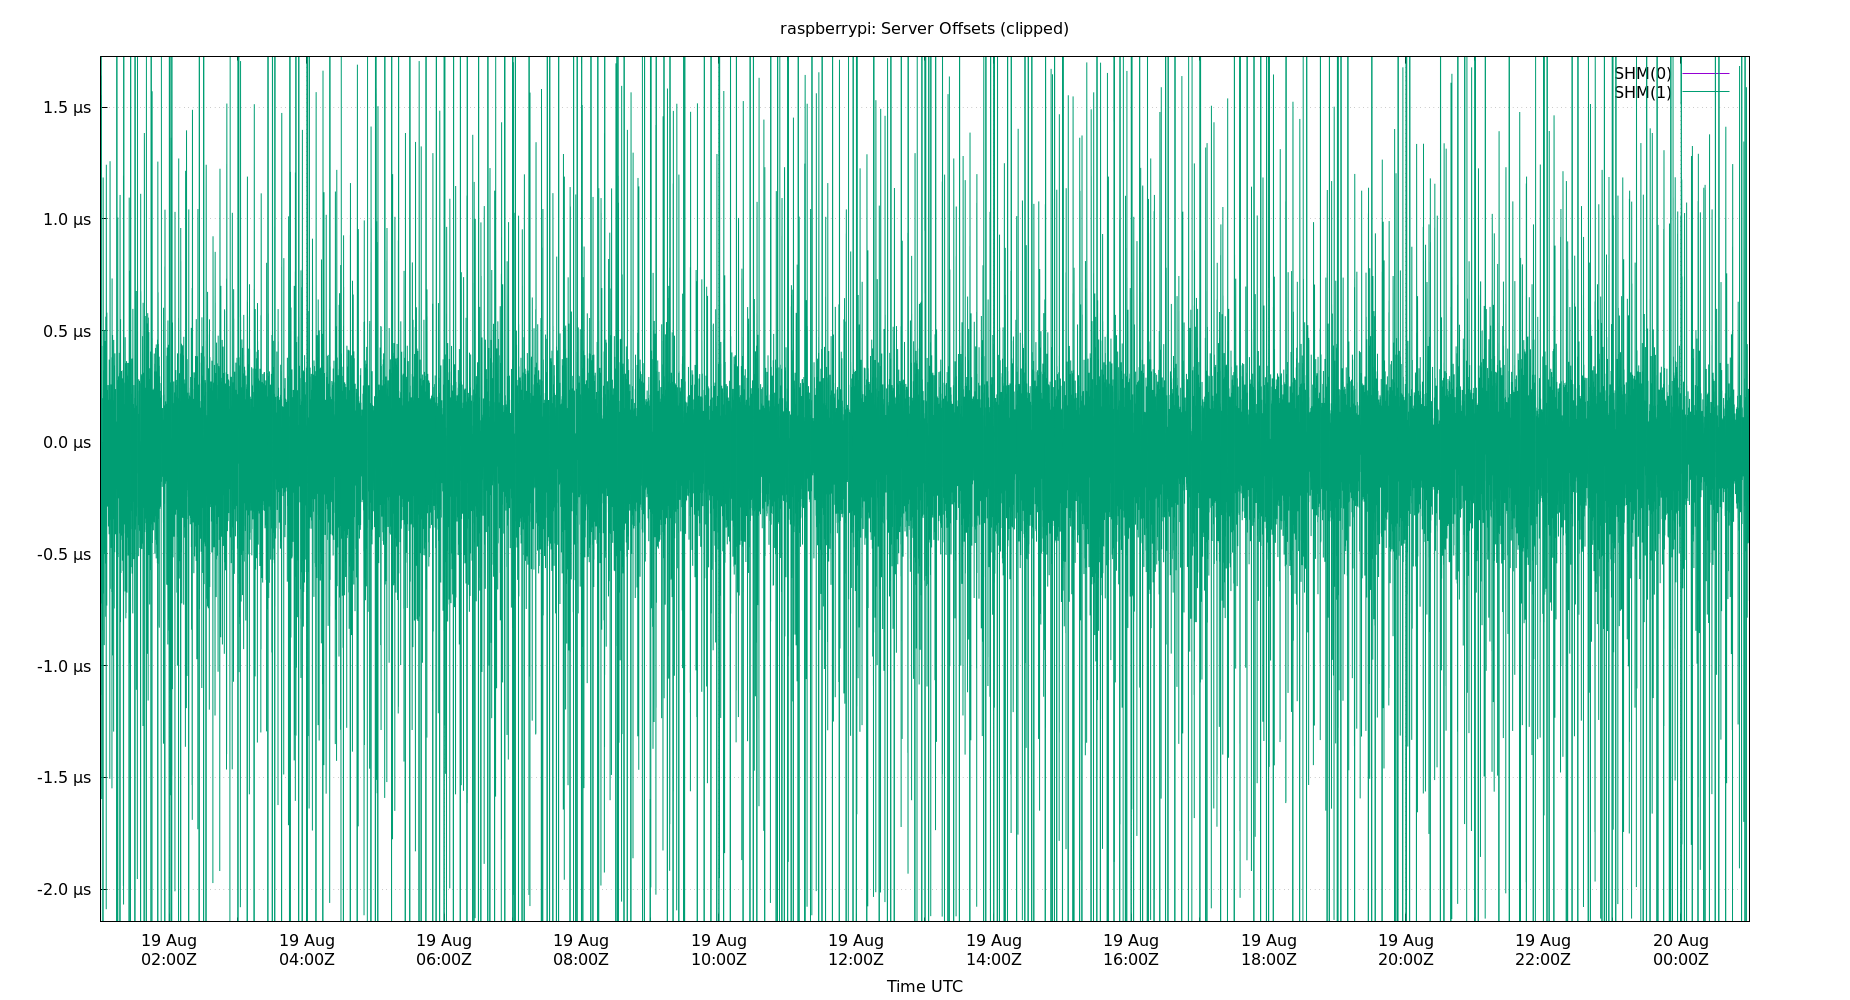 raspberrypi: Server Offsets (clipped)
SHM(0)
SHM(1)
1.5 µs
1.0 µs
0.5 µs
0.0 µs
-0.5 µs
-1.0 µs
-1.5 µs
-2.0 µs
19 Aug 19 Aug 19 Aug 19 Aug 19 Aug 19 Aug 19 Aug 19 Aug 19 Aug 19 Aug 19 Aug 20 Aug
02:00Z 04:00Z 06:00Z 08:00Z 10:00Z 12:00Z 14:00Z 16:00Z 18:00Z 20:00Z 22:00Z 00:00Z
Time UTC